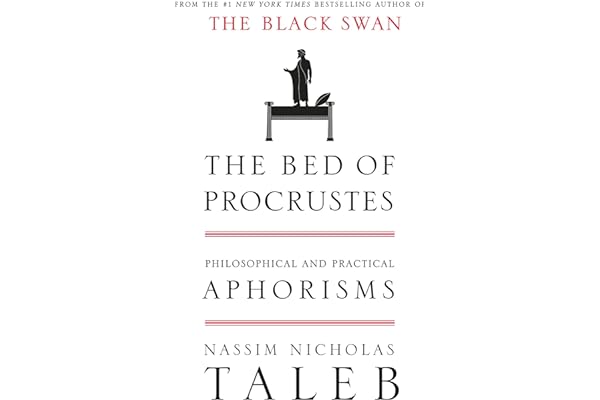 FROM THE #1 NEW YORK TIMES BESTSELLING AUTHOR OF
THE BLACK SWAN
THE BED OF
PROCRUSTES
PHILOSOPHICAL AND PRACTICAL
APHORISMS
NASSIM NICHOLAS
TALEB